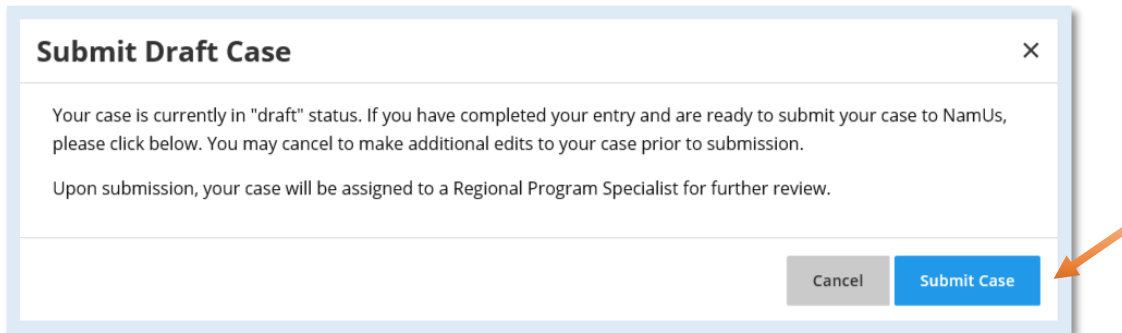 Submit Draft Case ×
Your case is currently in "draft" status. If you have completed your entry and are ready to submit your case to NamUs,
please click below. You may cancel to make additional edits to your case prior to submission.
Upon submission, your case will be assigned to a Regional Program Specialist for further review.
Cancel Submit Case